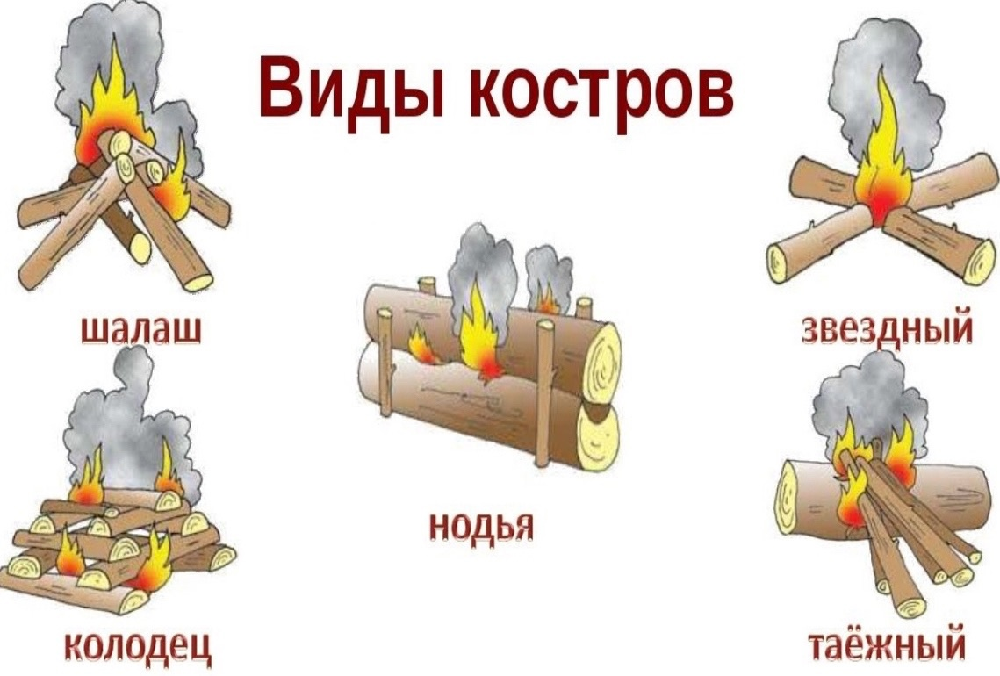 Виды костров
шалаш
звездный
нодья
колодец
таёжный